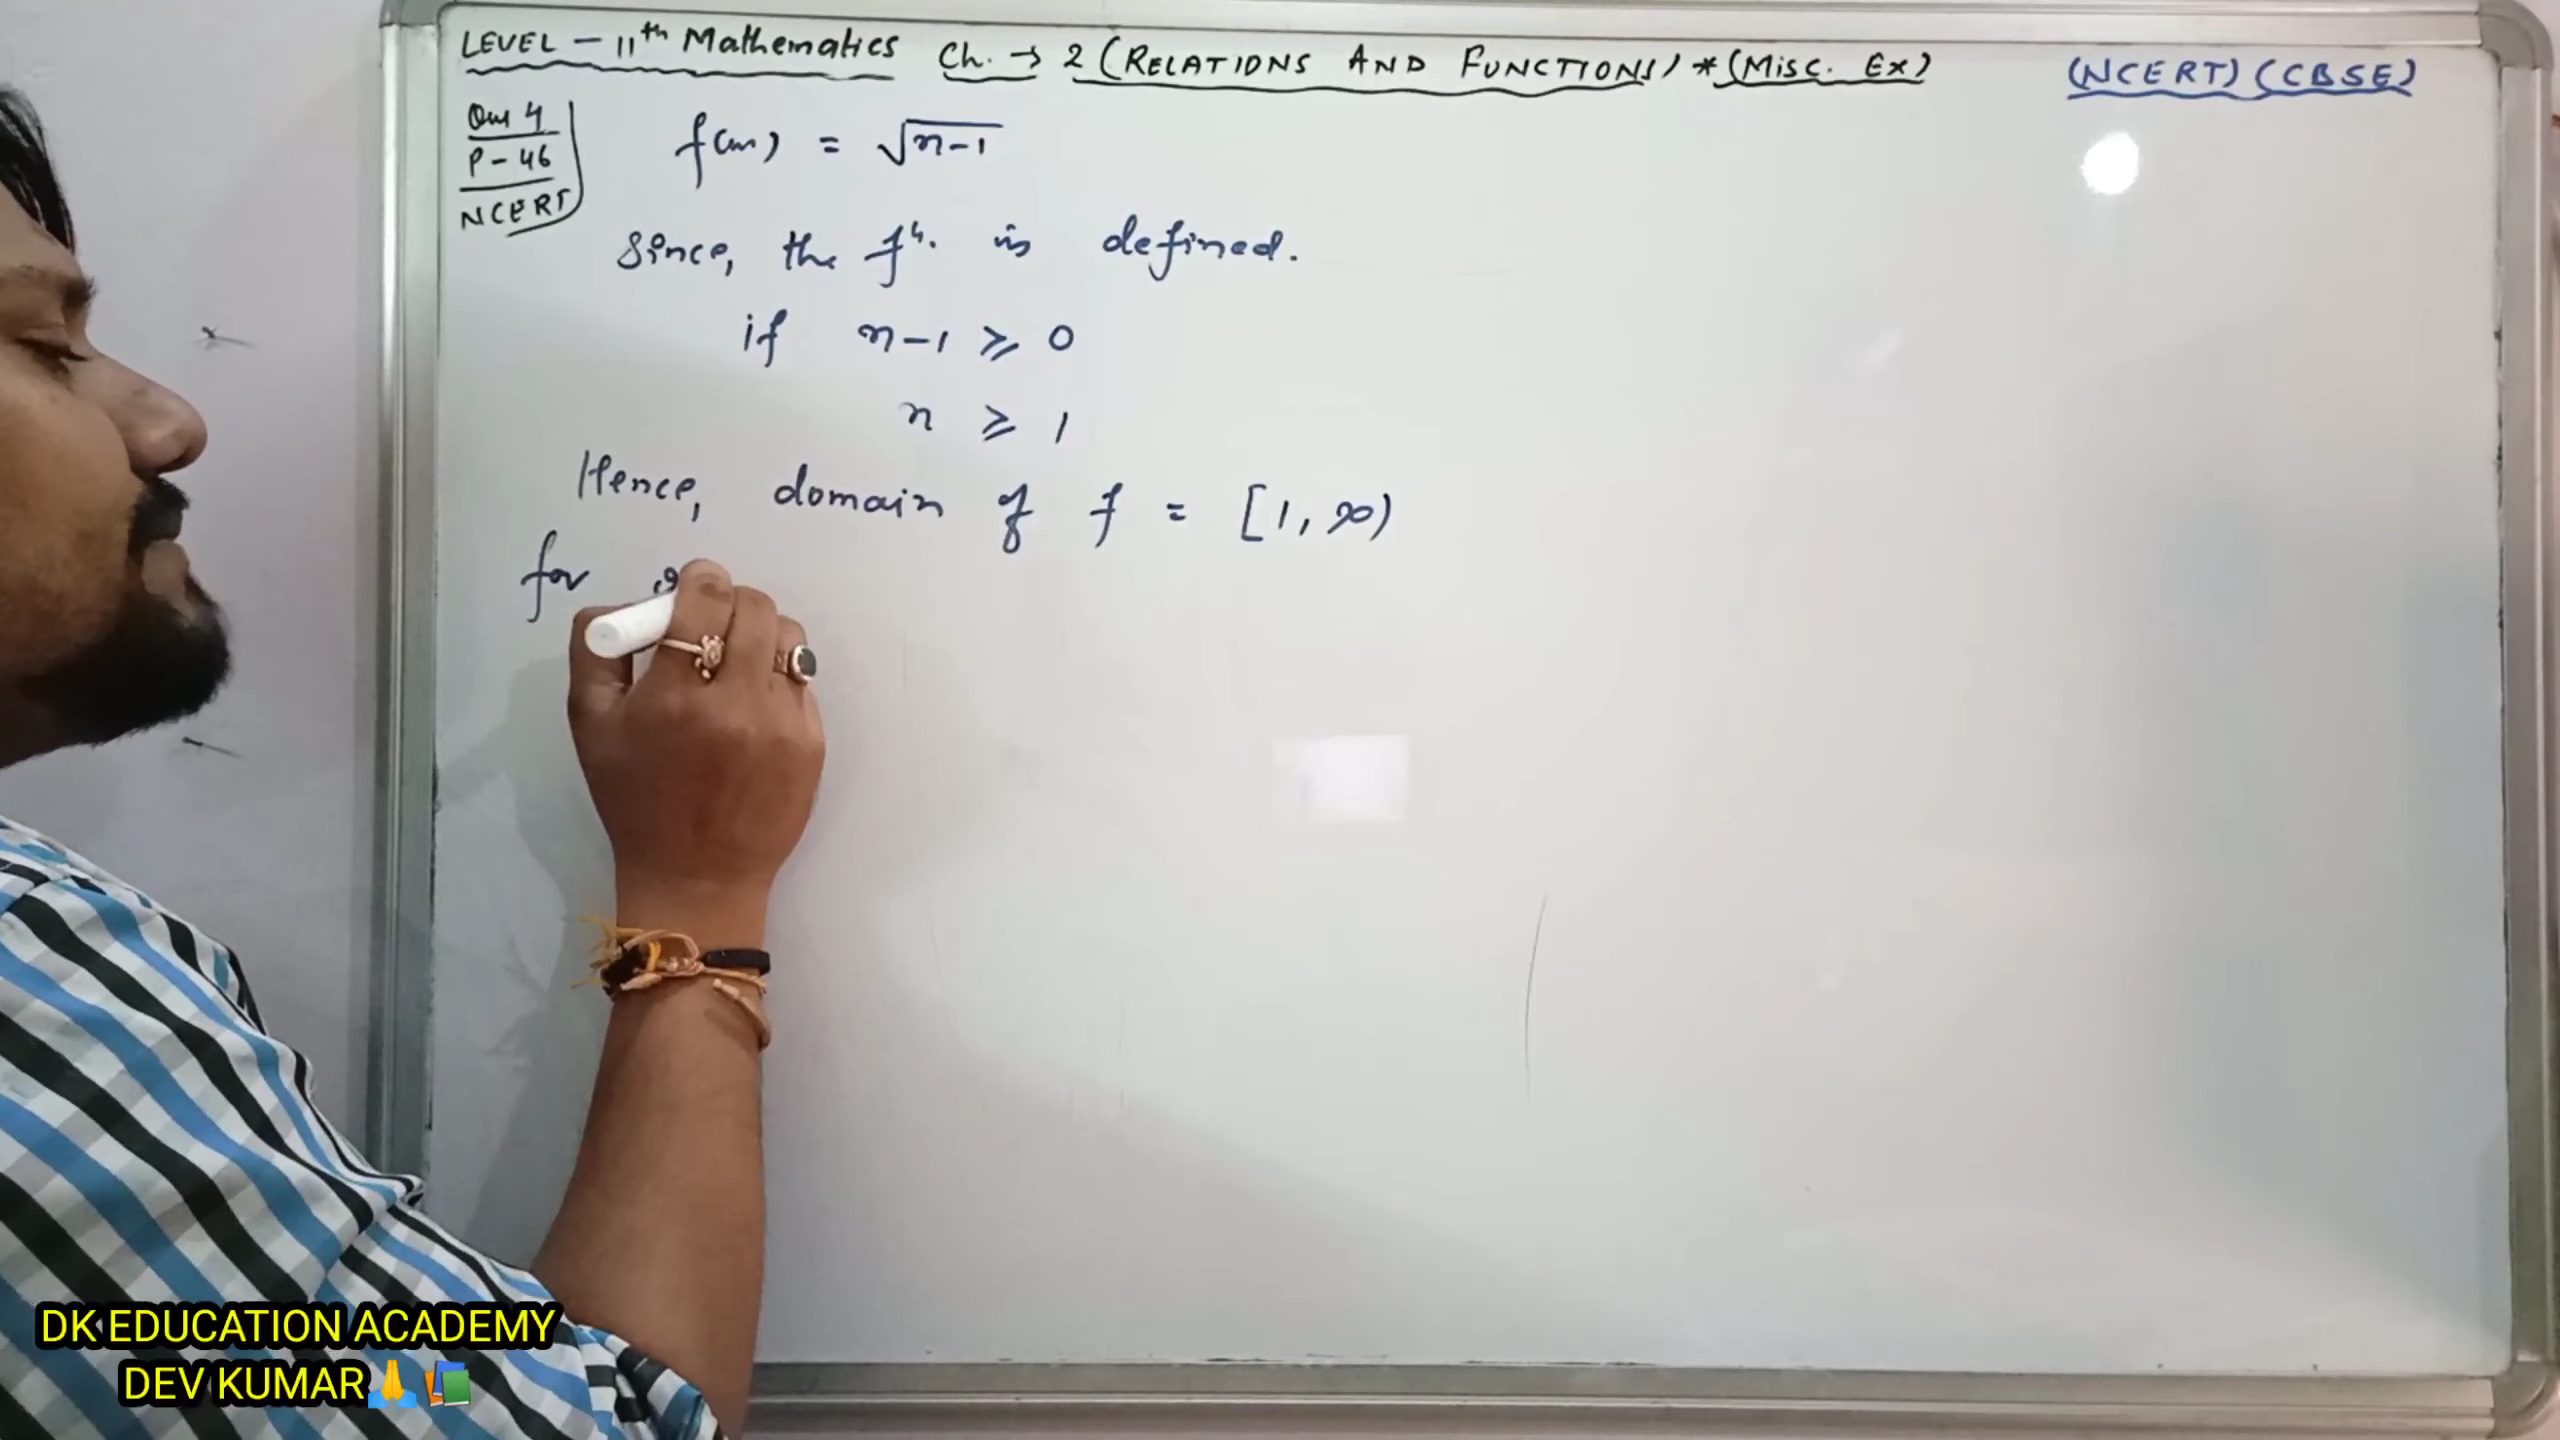 LEVEL - 11th Mathematics Ch. → 2 (RELATIONS AND FUNCTIONS) * (Misc. Ex) (NCERT) (CBSE)
Que 4
P - 46
NCERT
f(x) = √x-1
Since, the fn. is defined.
if x-1 ⩾ 0
x ⩾ 1
Hence, domain of f = [1, ∞)
for
DK EDUCATION ACADEMY
DEV KUMAR🙏📚